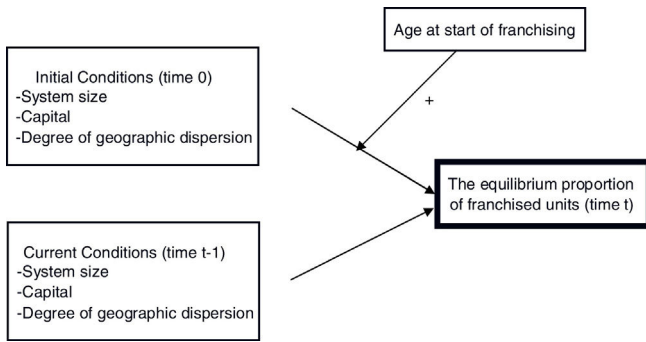 Age at start of franchising
Initial Conditions (time 0)
-System size
-Capital
-Degree of geographic dispersion
+
The equilibrium proportion
of franchised units (time t)
Current Conditions (time t-1)
-System size
-Capital
-Degree of geographic dispersion